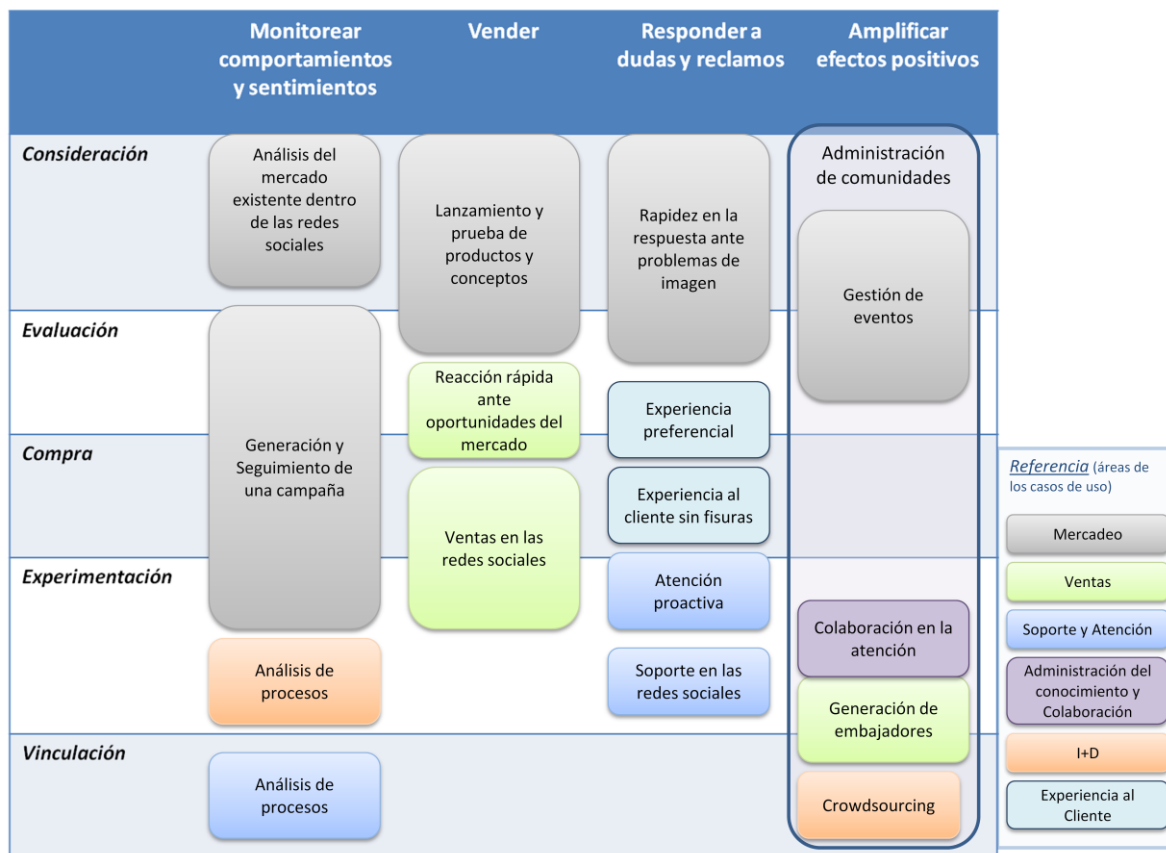 Monitorear
comportamientos
y sentimientos
Vender
Responder a
dudas y reclamos
Amplificar
efectos positivos
Consideración
Análisis del
mercado
existente dentro
de las redes
sociales
Lanzamiento y
prueba de
productos y
conceptos
Rapidez en la
respuesta ante
problemas de
imagen
Administración
de comunidades
Gestión de
eventos
Evaluación
Generación y
Seguimiento de
una campaña
Reacción rápida
ante
oportunidades del
mercado
Experiencia
preferencial
Compra
Ventas en las
redes sociales
Experiencia al
cliente sin fisuras
Experimentación
Análisis de
procesos
Atención
proactiva
Soporte en las
redes sociales
Colaboración en la
atención
Generación de
embajadores
Vinculación
Análisis de
procesos
Crowdsourcing
Referencia (áreas de
los casos de uso)
Mercadeo
Ventas
Soporte y Atención
Administración del
conocimiento y
Colaboración
I+D
Experiencia al
Cliente